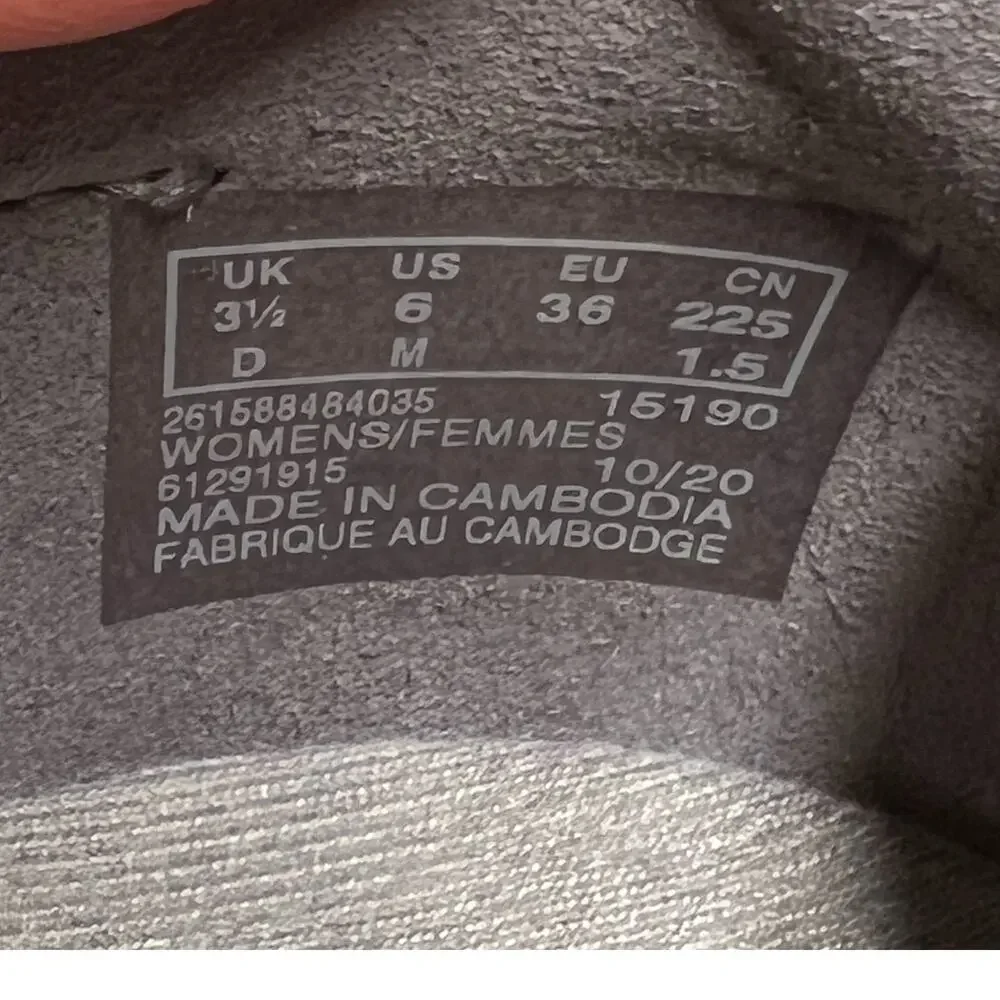 UK US EU CN
3½ 6 36 225
D M 1.5
261588484035 15190
WOMENS/FEMMES
61291915 10/20
MADE IN CAMBODIA
FABRIQUE AU CAMBODGE